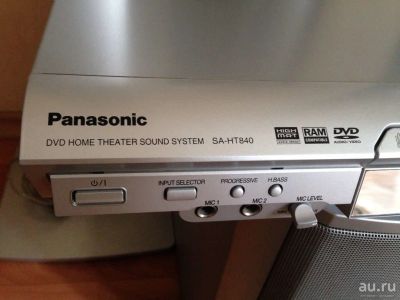 Panasonic
DVD HOME THEATER SOUND SYSTEM SA-HT840
HIGH MAT
RAM COMPATIBLE
DVD AUDIO/VIDEO
⏻/I
INPUT SELECTOR
PROGRESSIVE
H.BASS
MIC 1
MIC 2
MIC LEVEL
au.ru